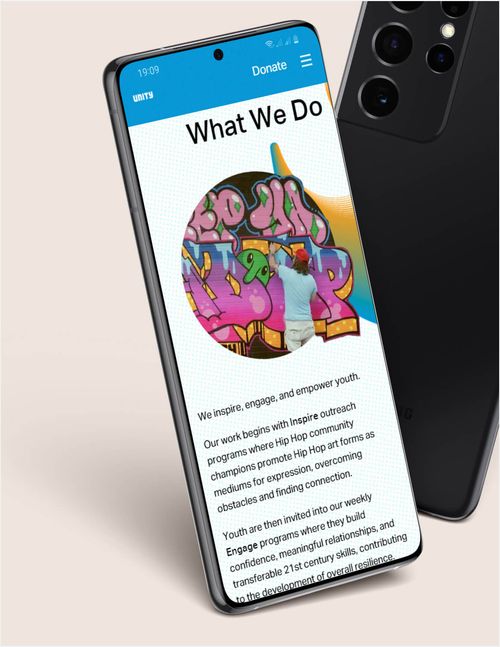 19:09
UNITY
Donate
What We Do
We inspire, engage, and empower youth.
Our work begins with Inspire outreach
programs where Hip Hop community
champions promote Hip Hop art forms as
mediums for expression, overcoming
obstacles and finding connection.
Youth are then invited into our weekly
Engage programs where they build
confidence, meaningful relationships, and
transferable 21st century skills, contributing
to the development of overall resilience.